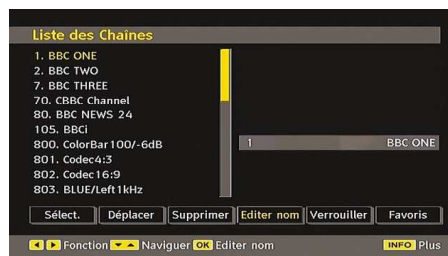 Liste des Chaînes
1. BBC ONE
2. BBC TWO
7. BBC THREE
70. CBBC Channel
80. BBC NEWS 24
105. BBCi
800. ColorBar100/-6dB
801. Codec4:3
802. Codec16:9
803. BLUE/Left1kHz
1 BBC ONE
Sélect. Déplacer Supprimer Editer nom Verrouiller Favoris
Fonction Naviguer OK Editer nom INFO Plus